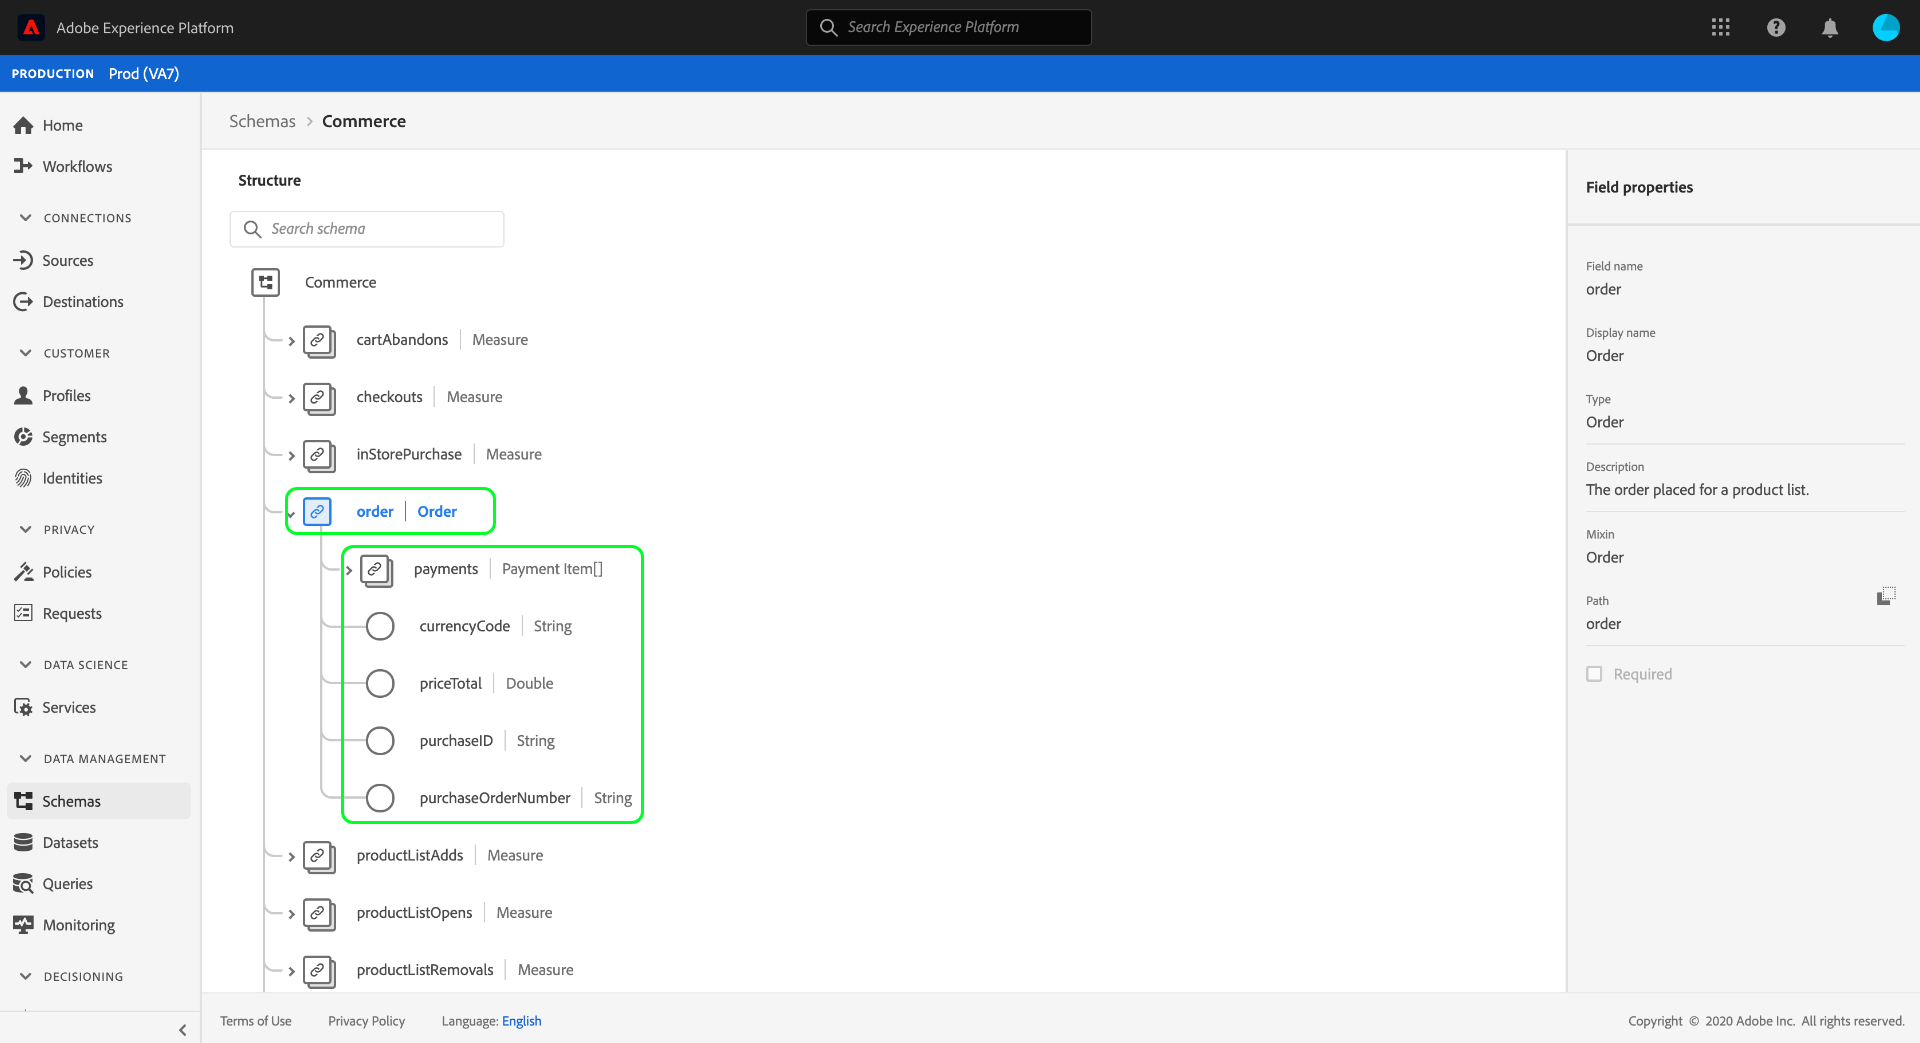 Adobe Experience Platform
Search Experience Platform
PRODUCTION Prod (VA7)
Home
Workflows
CONNECTIONS
Sources
Destinations
CUSTOMER
Profiles
Segments
Identities
PRIVACY
Policies
Requests
DATA SCIENCE
Services
DATA MANAGEMENT
Schemas
Datasets
Queries
Monitoring
DECISIONING
Schemas > Commerce
Structure
Search schema
Commerce
cartAbandons | Measure
checkouts | Measure
inStorePurchase | Measure
order | Order
payments | Payment Item[]
currencyCode | String
priceTotal | Double
purchaseID | String
purchaseOrderNumber | String
productListAdds | Measure
productListOpens | Measure
productListRemovals | Measure
Field properties
Field name
order
Display name
Order
Type
Order
Description
The order placed for a product list.
Mixin
Order
Path
order
Required
Terms of Use Privacy Policy Language: English
Copyright © 2020 Adobe Inc. All rights reserved.